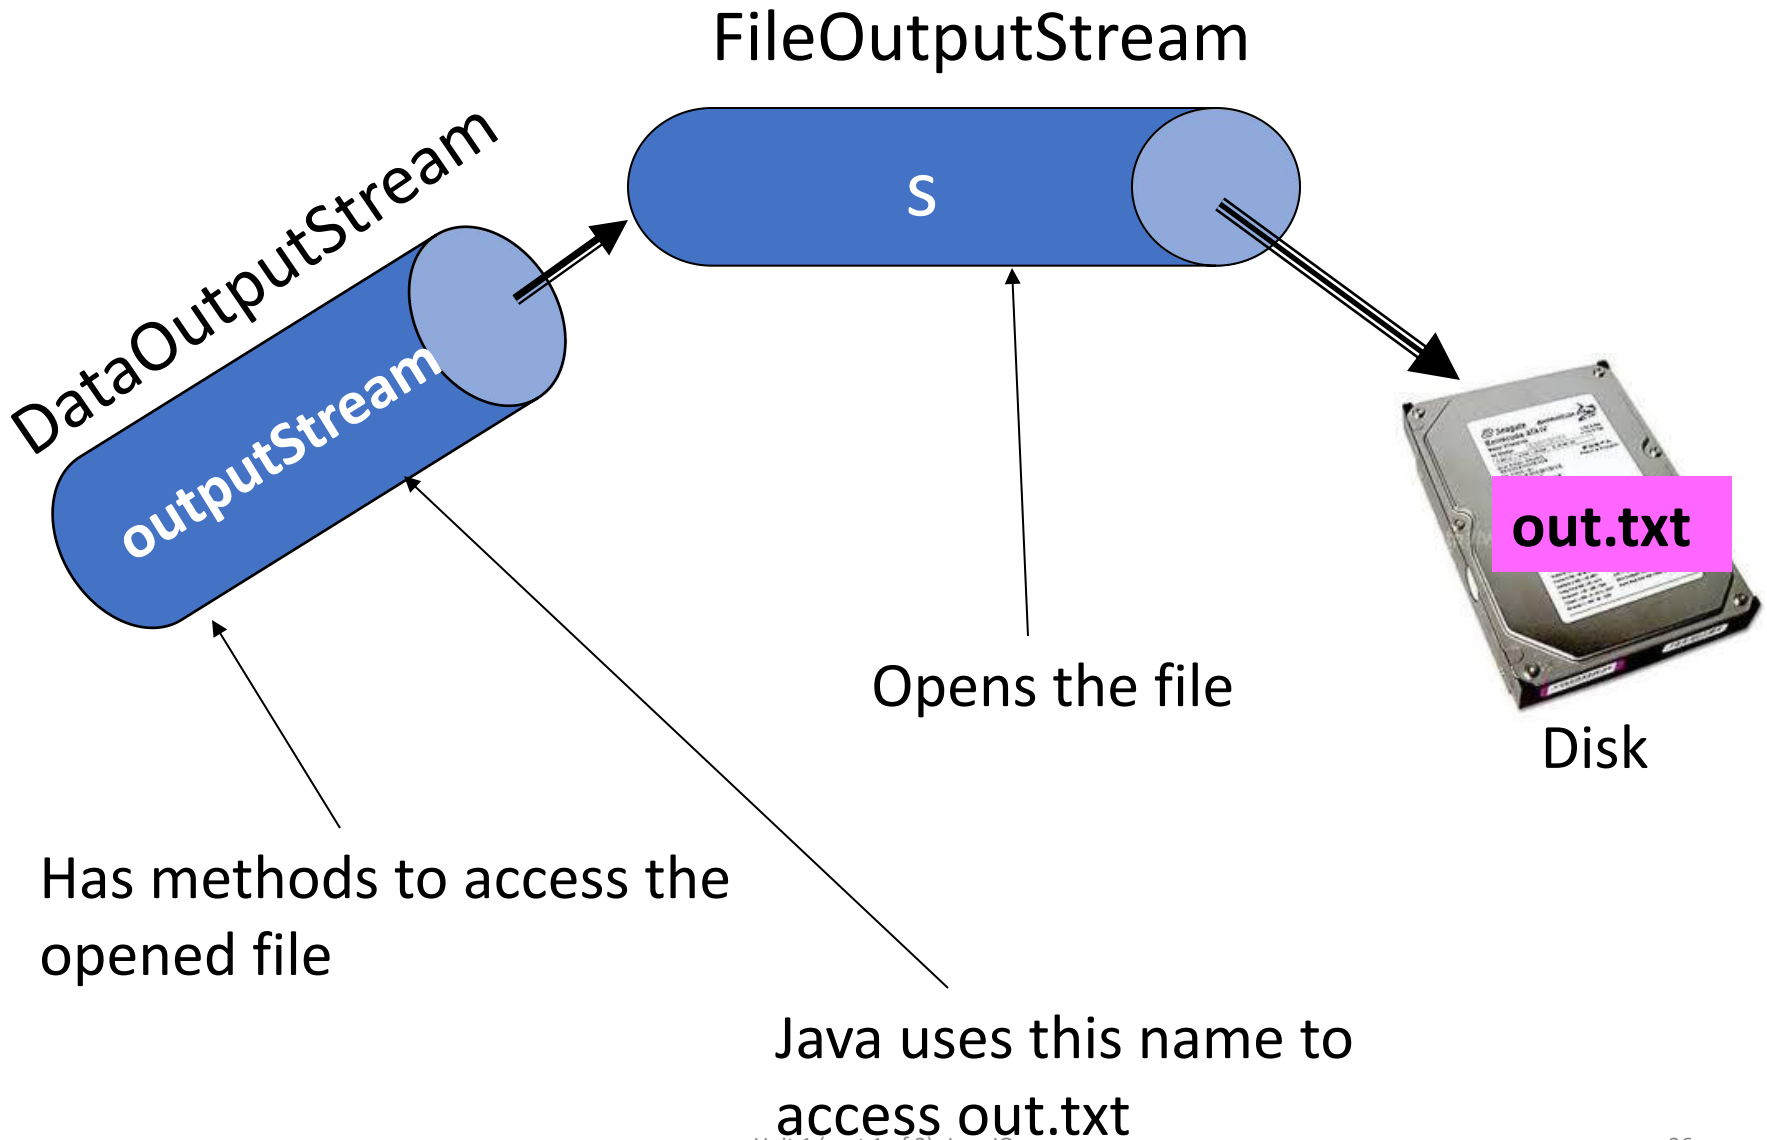 FileOutputStream
DataOutputStream
S
outputStream
Seagate
out.txt
Opens the file
Disk
Has methods to access the
opened file
Java uses this name to
access out.txt